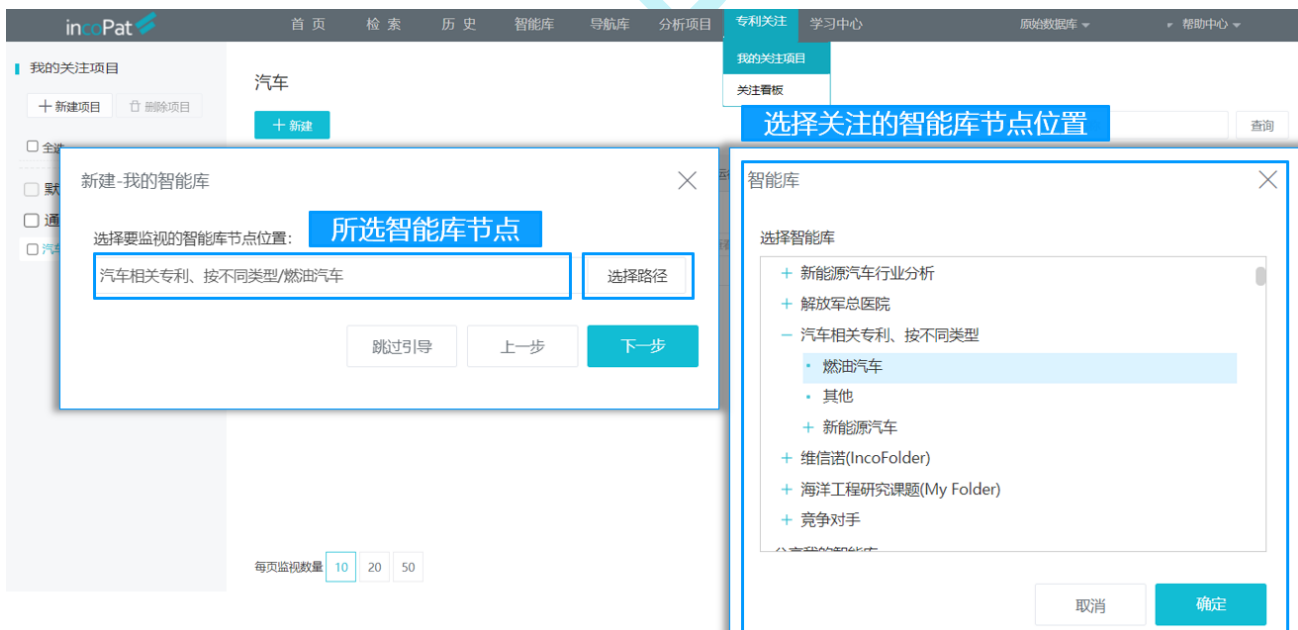 incoPat 首 页 检 索 历 史 智能库 导航库 分析项目 专利关注 学习中心 原始数据库 帮助中心
我的关注项目
关注看板
我的关注项目
汽车
新建项目 删除项目
+ 新建
选择关注的智能库节点位置
查询
全选
新建-我的智能库
选择要监视的智能库节点位置:
所选智能库节点
汽车相关专利、按不同类型/燃油汽车
选择路径
跳过引导 上一步 下一步
智能库
选择智能库
+ 新能源汽车行业分析
+ 解放军总医院
- 汽车相关专利、按不同类型
· 燃油汽车
· 其他
+ 新能源汽车
+ 维信诺(IncoFolder)
+ 海洋工程研究课题(My Folder)
+ 竞争对手
取消 确定
每页监视数量 10 20 50